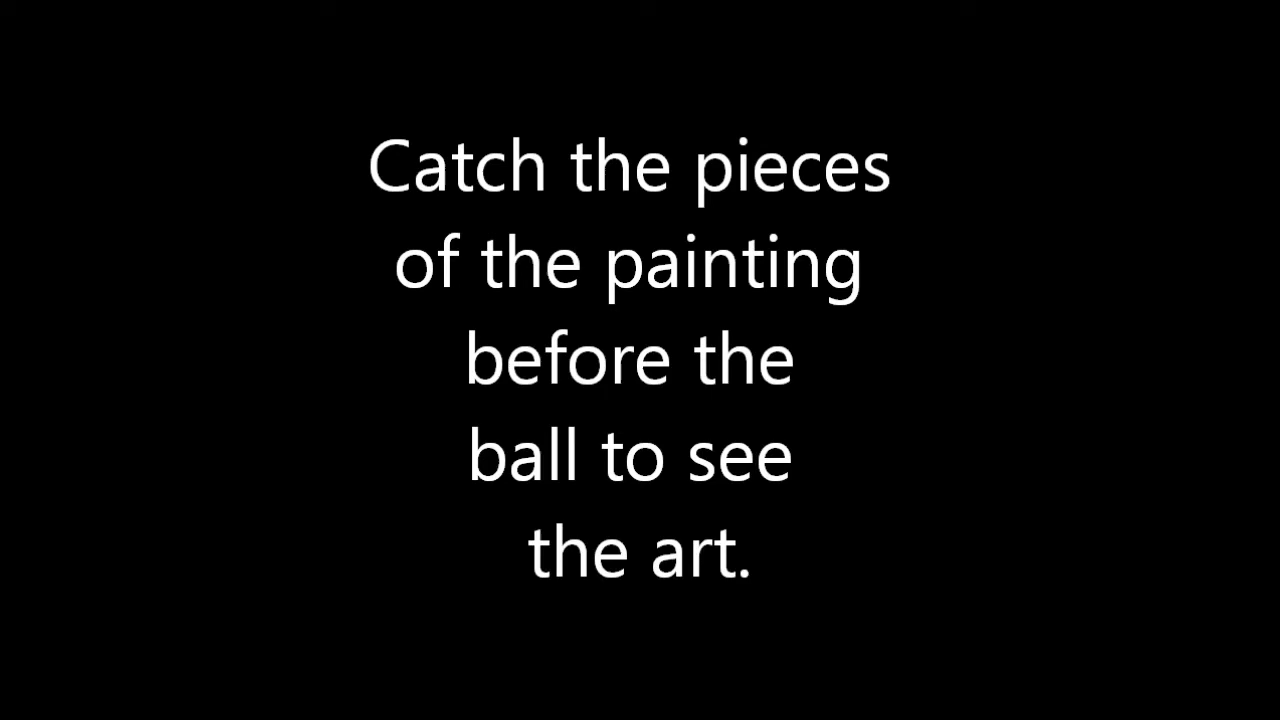 Catch the pieces
of the painting
before the
ball to see
the art.